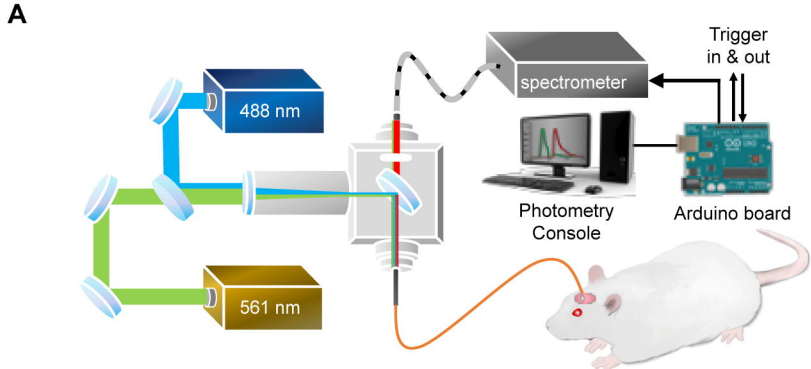 A
Trigger
in & out
488 nm
spectrometer
Photometry
Console
Arduino board
561 nm